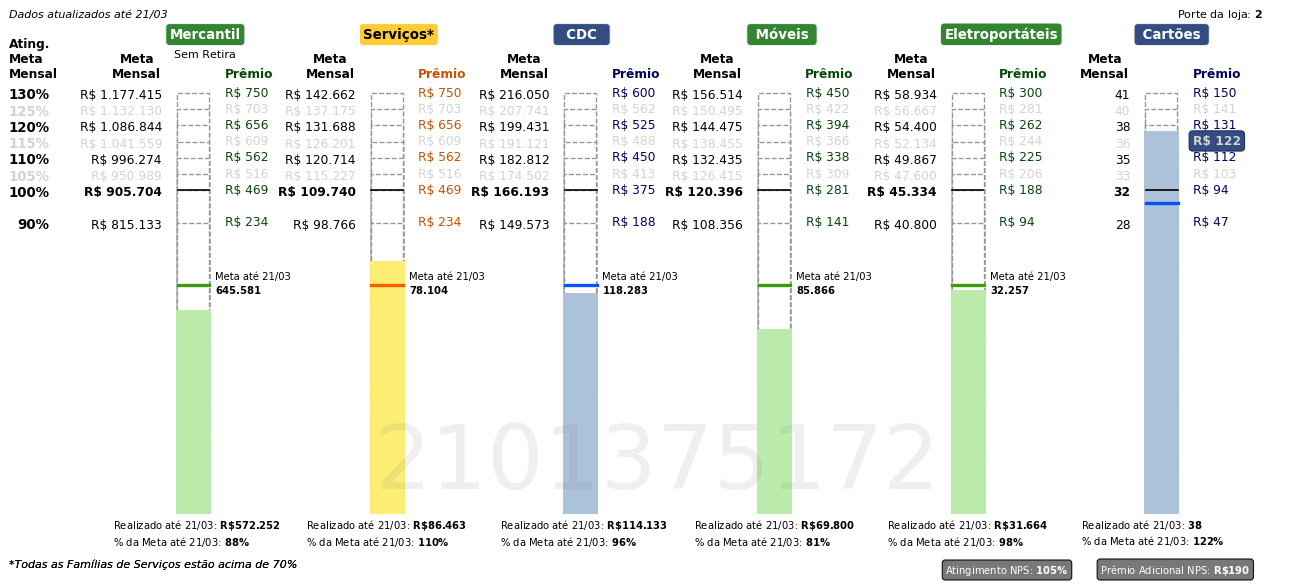 Dados atualizados até 21/03
Porte da loja: 2
Mercantil
Serviços*
CDC
Móveis
Eletroportáteis
Cartões
Sem Retira
Ating. Meta Mensal
Meta Mensal Prêmio Meta Mensal Prêmio Meta Mensal Prêmio Meta Mensal Prêmio Meta Mensal Prêmio Meta Mensal Prêmio
130% R$ 1.177.415 R$ 750 R$ 142.662 R$ 750 R$ 216.050 R$ 600 R$ 156.514 R$ 450 R$ 58.934 R$ 300 41 R$ 150
125% R$ 1.132.130 R$ 703 R$ 137.175 R$ 703 R$ 207.741 R$ 562 R$ 150.495 R$ 422 R$ 56.667 R$ 281 40 R$ 141
120% R$ 1.086.844 R$ 656 R$ 131.688 R$ 656 R$ 199.431 R$ 525 R$ 144.475 R$ 394 R$ 54.400 R$ 262 38 R$ 131
115% R$ 1.041.559 R$ 609 R$ 126.201 R$ 609 R$ 191.121 R$ 488 R$ 138.455 R$ 366 R$ 52.134 R$ 244 36 R$ 122
110% R$ 996.274 R$ 562 R$ 120.714 R$ 562 R$ 182.812 R$ 450 R$ 132.435 R$ 338 R$ 49.867 R$ 225 35 R$ 112
105% R$ 950.989 R$ 516 R$ 115.227 R$ 516 R$ 174.502 R$ 413 R$ 126.415 R$ 309 R$ 47.600 R$ 206 33 R$ 103
100% R$ 905.704 R$ 469 R$ 109.740 R$ 469 R$ 166.193 R$ 375 R$ 120.396 R$ 281 R$ 45.334 R$ 188 32 R$ 94
90% R$ 815.133 R$ 234 R$ 98.766 R$ 234 R$ 149.573 R$ 188 R$ 108.356 R$ 141 R$ 40.800 R$ 94 28 R$ 47
Meta até 21/03 Meta até 21/03 Meta até 21/03 Meta até 21/03 Meta até 21/03
645.581 78.104 118.283 85.866 32.257
2101375172
Realizado até 21/03: R$572.252 Realizado até 21/03: R$86.463 Realizado até 21/03: R$114.133 Realizado até 21/03: R$69.800 Realizado até 21/03: R$31.664 Realizado até 21/03: 38
% da Meta até 21/03: 88% % da Meta até 21/03: 110% % da Meta até 21/03: 96% % da Meta até 21/03: 81% % da Meta até 21/03: 98% % da Meta até 21/03: 122%
*Todas as Famílias de Serviços estão acima de 70%
Atingimento NPS: 105%
Prêmio Adicional NPS: R$190